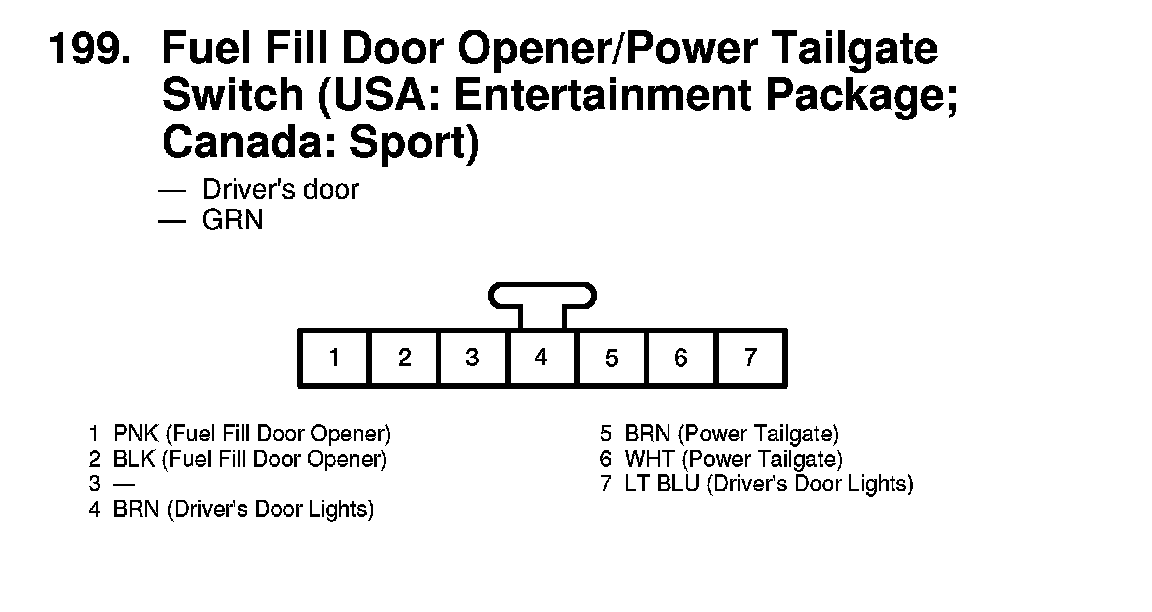 199. Fuel Fill Door Opener/Power Tailgate
Switch (USA: Entertainment Package;
Canada: Sport)
— Driver's door
— GRN
1 2 3 4 5 6 7
1 PNK (Fuel Fill Door Opener)
2 BLK (Fuel Fill Door Opener)
3 —
4 BRN (Driver's Door Lights)
5 BRN (Power Tailgate)
6 WHT (Power Tailgate)
7 LT BLU (Driver's Door Lights)